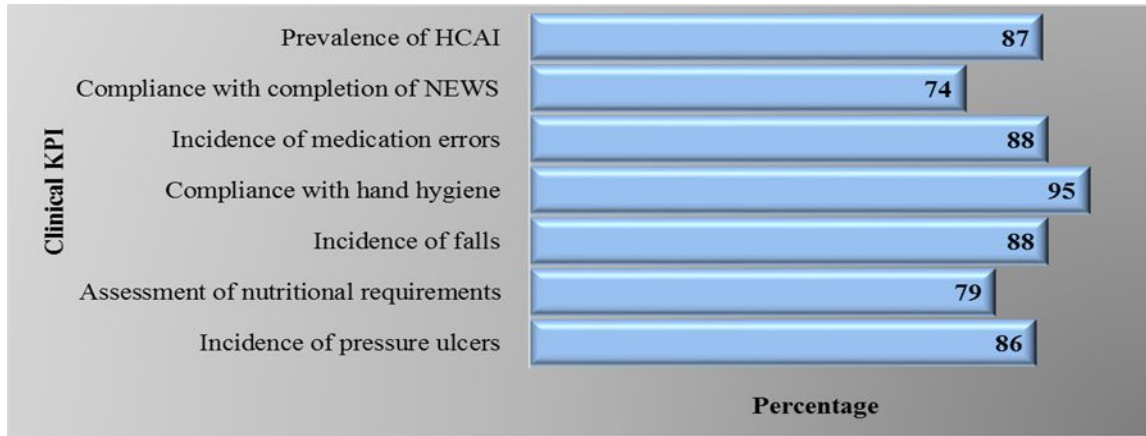 Clinical KPI
Prevalence of HCAI 87
Compliance with completion of NEWS 74
Incidence of medication errors 88
Compliance with hand hygiene 95
Incidence of falls 88
Assessment of nutritional requirements 79
Incidence of pressure ulcers 86
Percentage